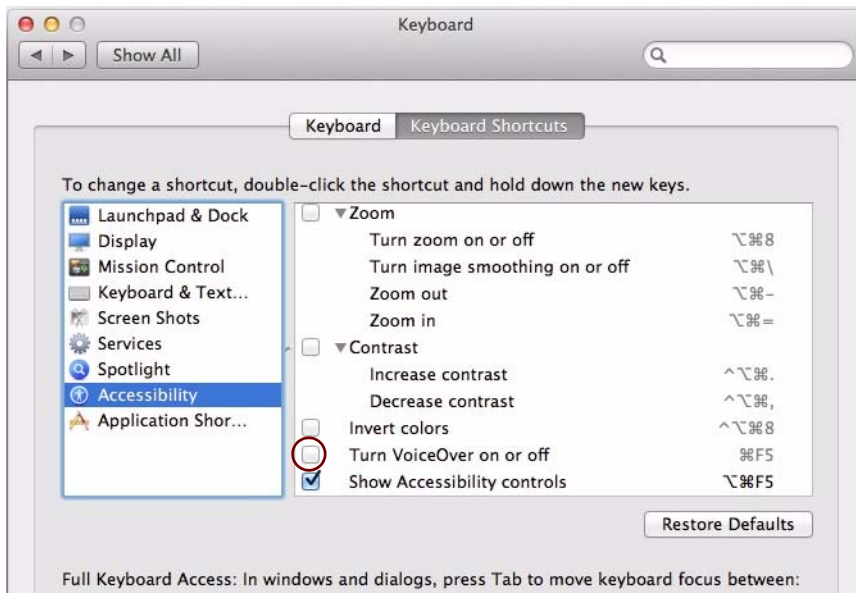 Keyboard
Show All
Keyboard Keyboard Shortcuts
To change a shortcut, double-click the shortcut and hold down the new keys.
Launchpad & Dock
Display
Mission Control
Keyboard & Text...
Screen Shots
Services
Spotlight
Accessibility
Application Shor...
▼Zoom
Turn zoom on or off ⌥⌘8
Turn image smoothing on or off ⌥⌘\
Zoom out ⌥⌘-
Zoom in ⌥⌘=
▼Contrast
Increase contrast ^⌥⌘.
Decrease contrast ^⌥⌘,
Invert colors ^⌥⌘8
Turn VoiceOver on or off ⌘F5
Show Accessibility controls ⌥⌘F5
Restore Defaults
Full Keyboard Access: In windows and dialogs, press Tab to move keyboard focus between: